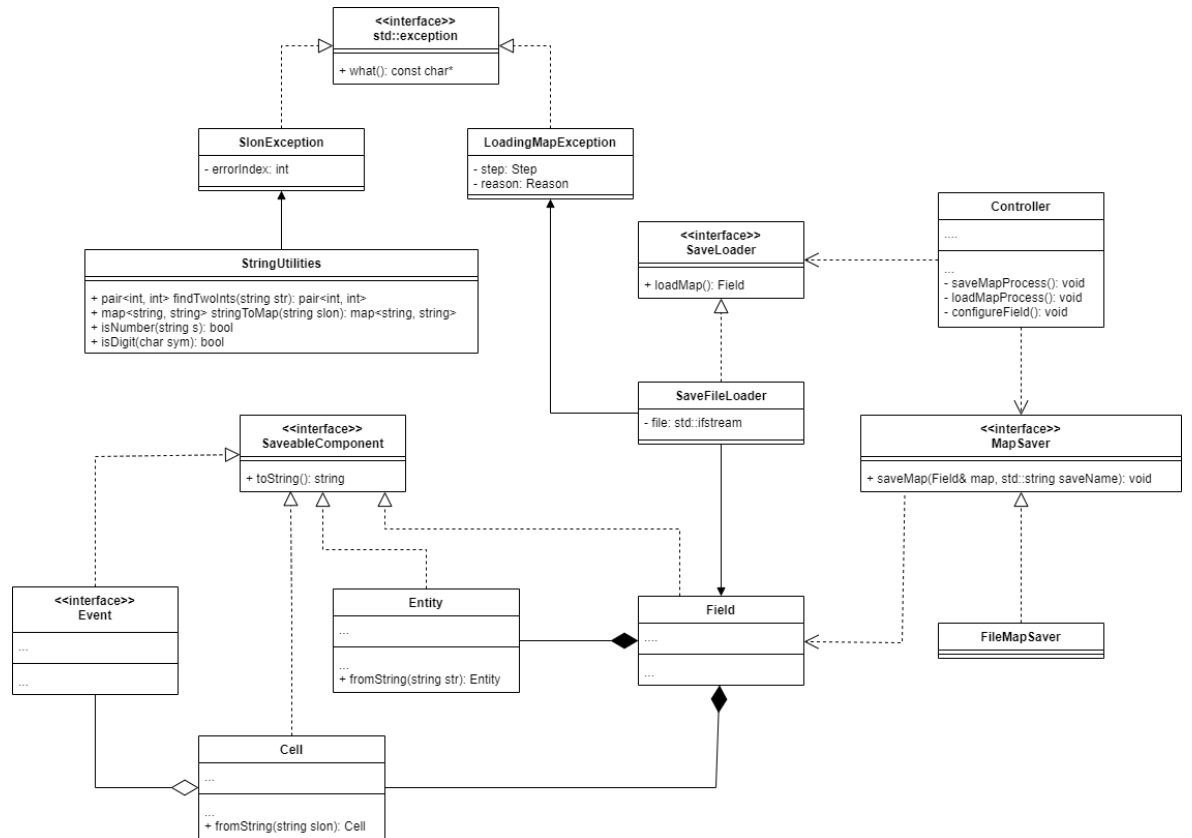 <<interface>>
std::exception
+ what(): const char*
SlonException
- errorIndex: int
LoadingMapException
- step: Step
- reason: Reason
StringUtilities
+ pair<int, int> findTwoInts(string str): pair<int, int>
+ map<string, string> stringToMap(string slon): map<string, string>
+ isNumber(string s): bool
+ isDigit(char sym): bool
<<interface>>
SaveLoader
+ loadMap(): Field
Controller
....
...
- saveMapProcess(): void
- loadMapProcess(): void
- configureField(): void
SaveFileLoader
- file: std::ifstream
<<interface>>
SaveableComponent
+ toString(): string
<<interface>>
MapSaver
+ saveMap(Field& map, std::string saveName): void
<<interface>>
Event
...
...
Entity
...
...
+ fromString(string str): Entity
Field
....
...
FileMapSaver
Cell
...
...
+ fromString(string slon): Cell